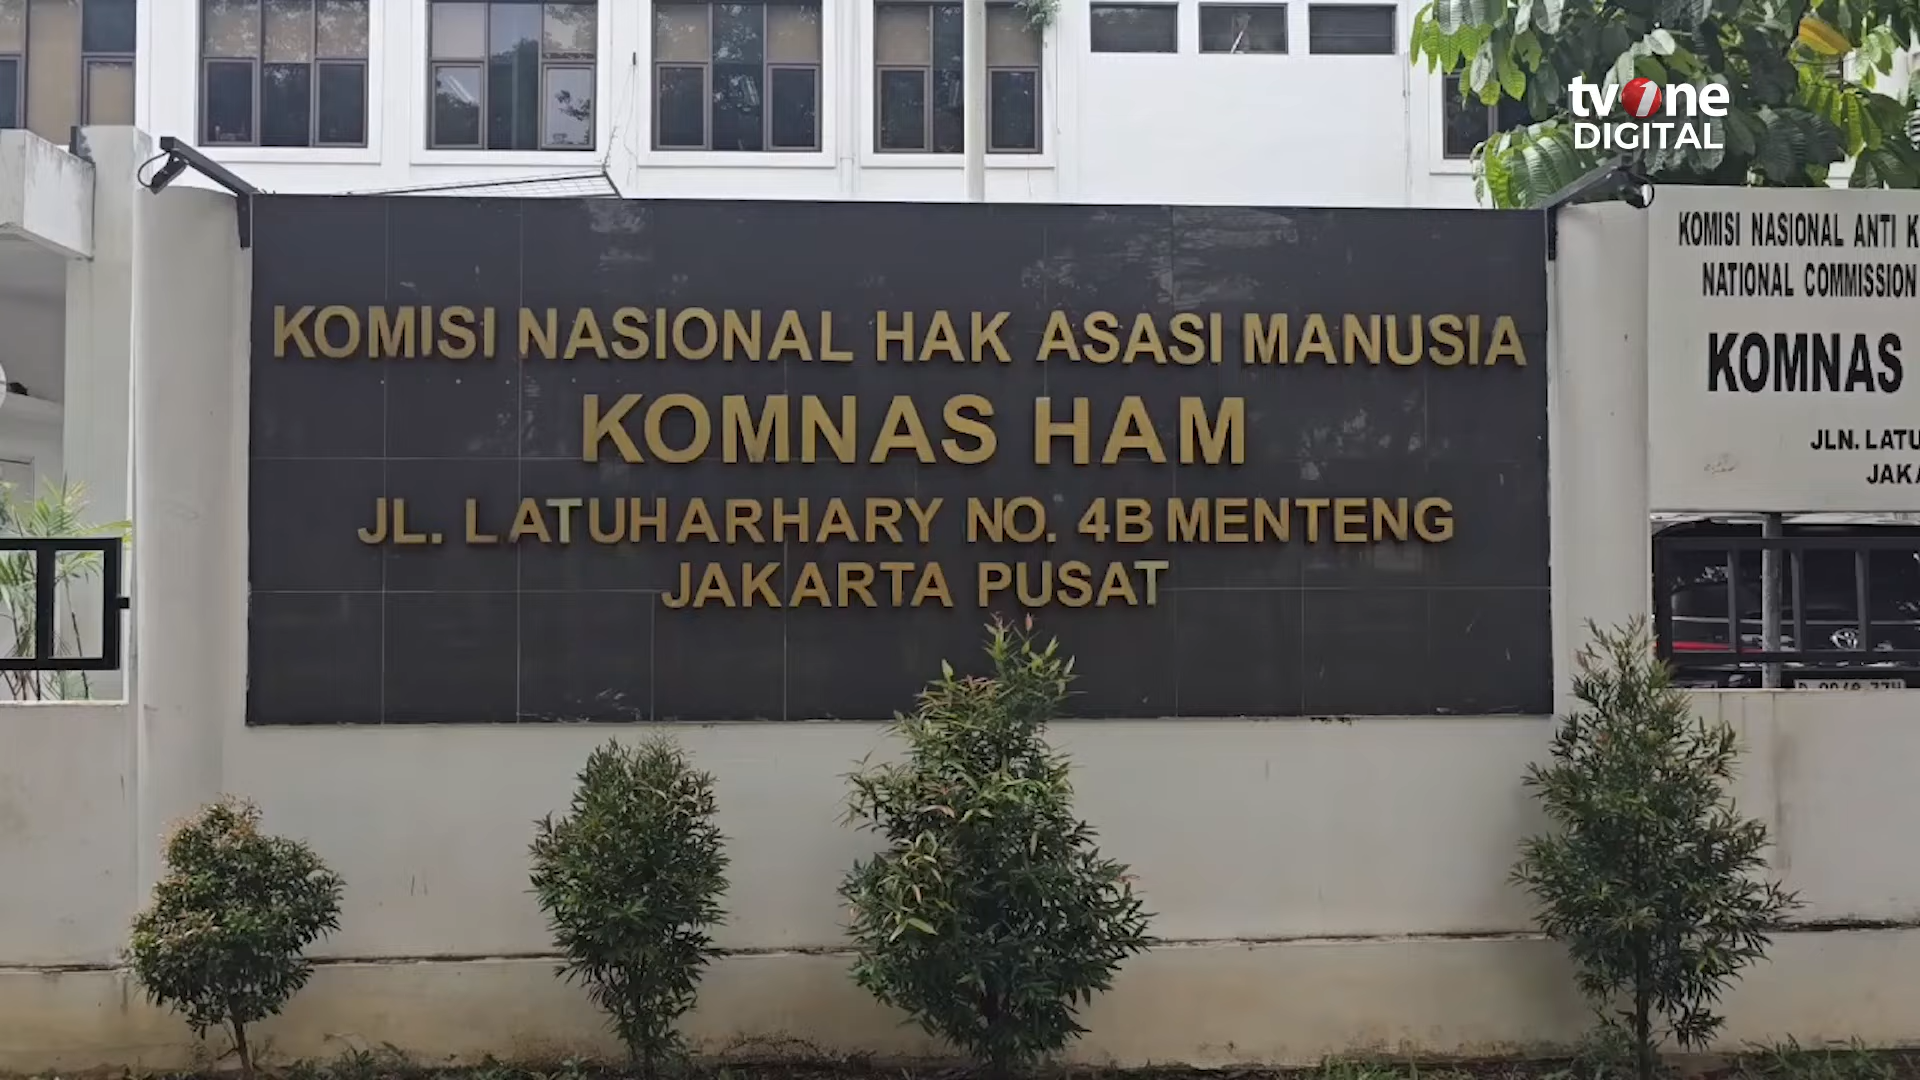 tvOne
DIGITAL
KOMISI NASIONAL HAK ASASI MANUSIA
KOMNAS HAM
JL. LATUHARHARY NO. 4B MENTENG
JAKARTA PUSAT
KOMISI NASIONAL ANTI K
NATIONAL COMMISSION
KOMNAS
JLN. LATU
JAKA